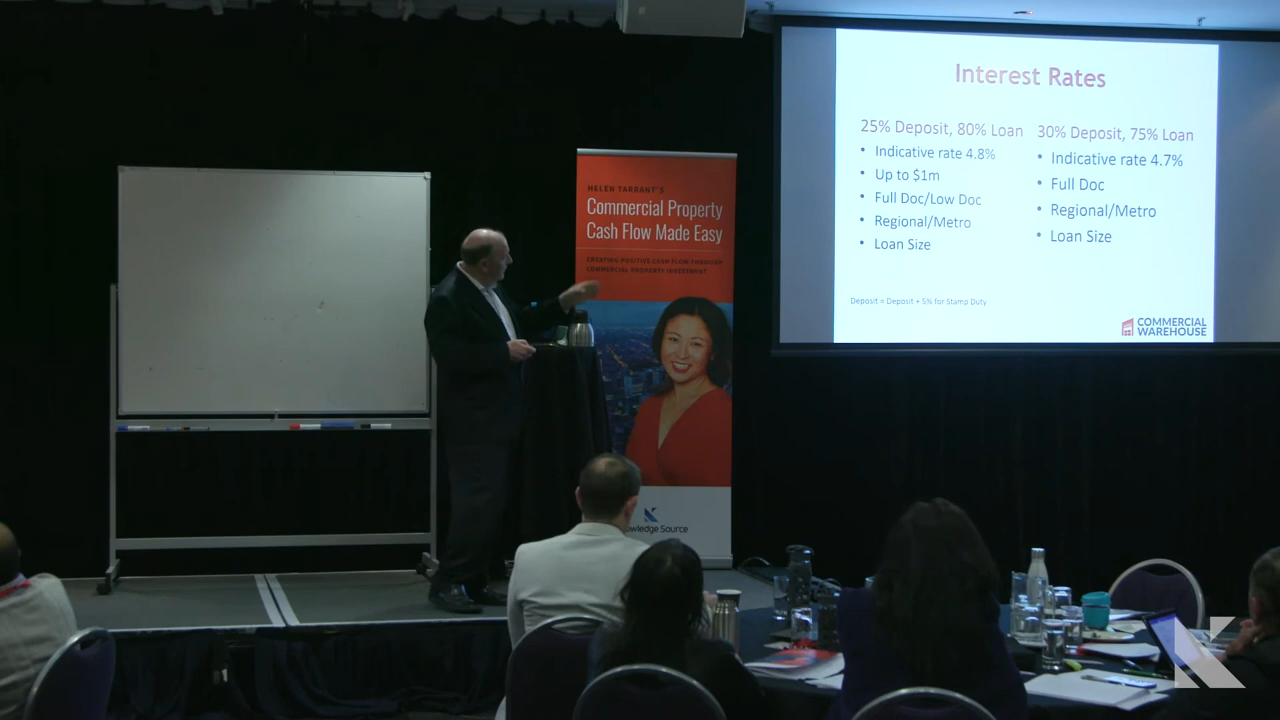 Interest Rates
25% Deposit, 80% Loan
• Indicative rate 4.8%
• Up to $1m
• Full Doc/Low Doc
• Regional/Metro
• Loan Size
30% Deposit, 75% Loan
• Indicative rate 4.7%
• Full Doc
• Regional/Metro
• Loan Size
Deposit = Deposit + 5% for Stamp Duty
COMMERCIAL
WAREHOUSE
HELEN TARRANT'S
Commercial Property
Cash Flow Made Easy
CREATING POSITIVE CASH FLOW THROUGH
COMMERCIAL PROPERTY INVESTMENT
wledge Source